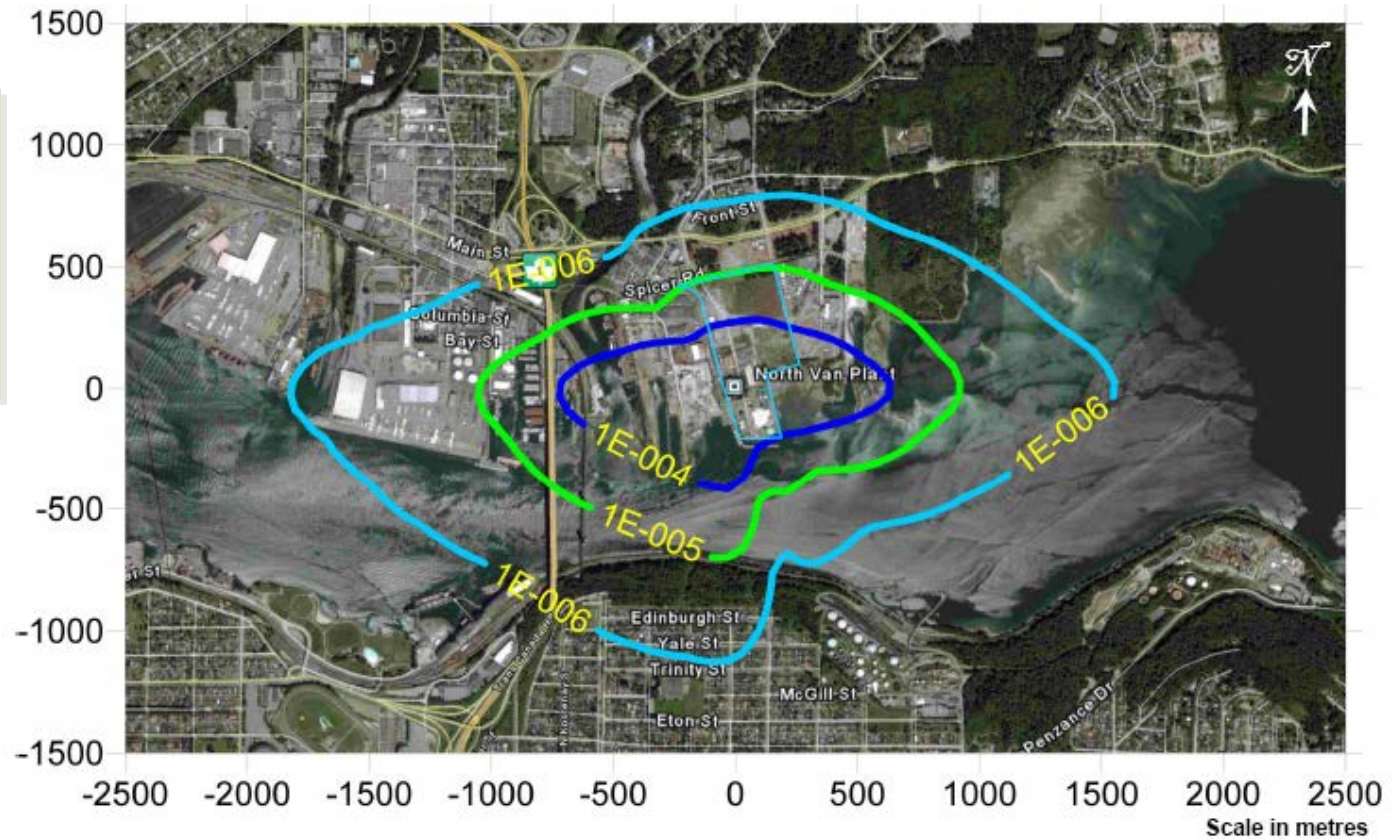 1500
1000
500
0
-500
-1000
-1500
N
Front St
Main St
1E-006
Spicer Rd
Columbia St
Bay St
North Van Plant
1E-004
1E-006
1E-005
1E-006
Edinburgh St
Yale St
Trinity St
McGill St
Eton St
Penzance Dr
-2500 -2000 -1500 -1000 -500 0 500 1000 1500 2000 2500
Scale in metres